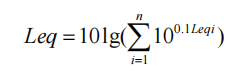 Leq = 10lg(∑_{i=1}^{n} 10^{0.1Leqi})